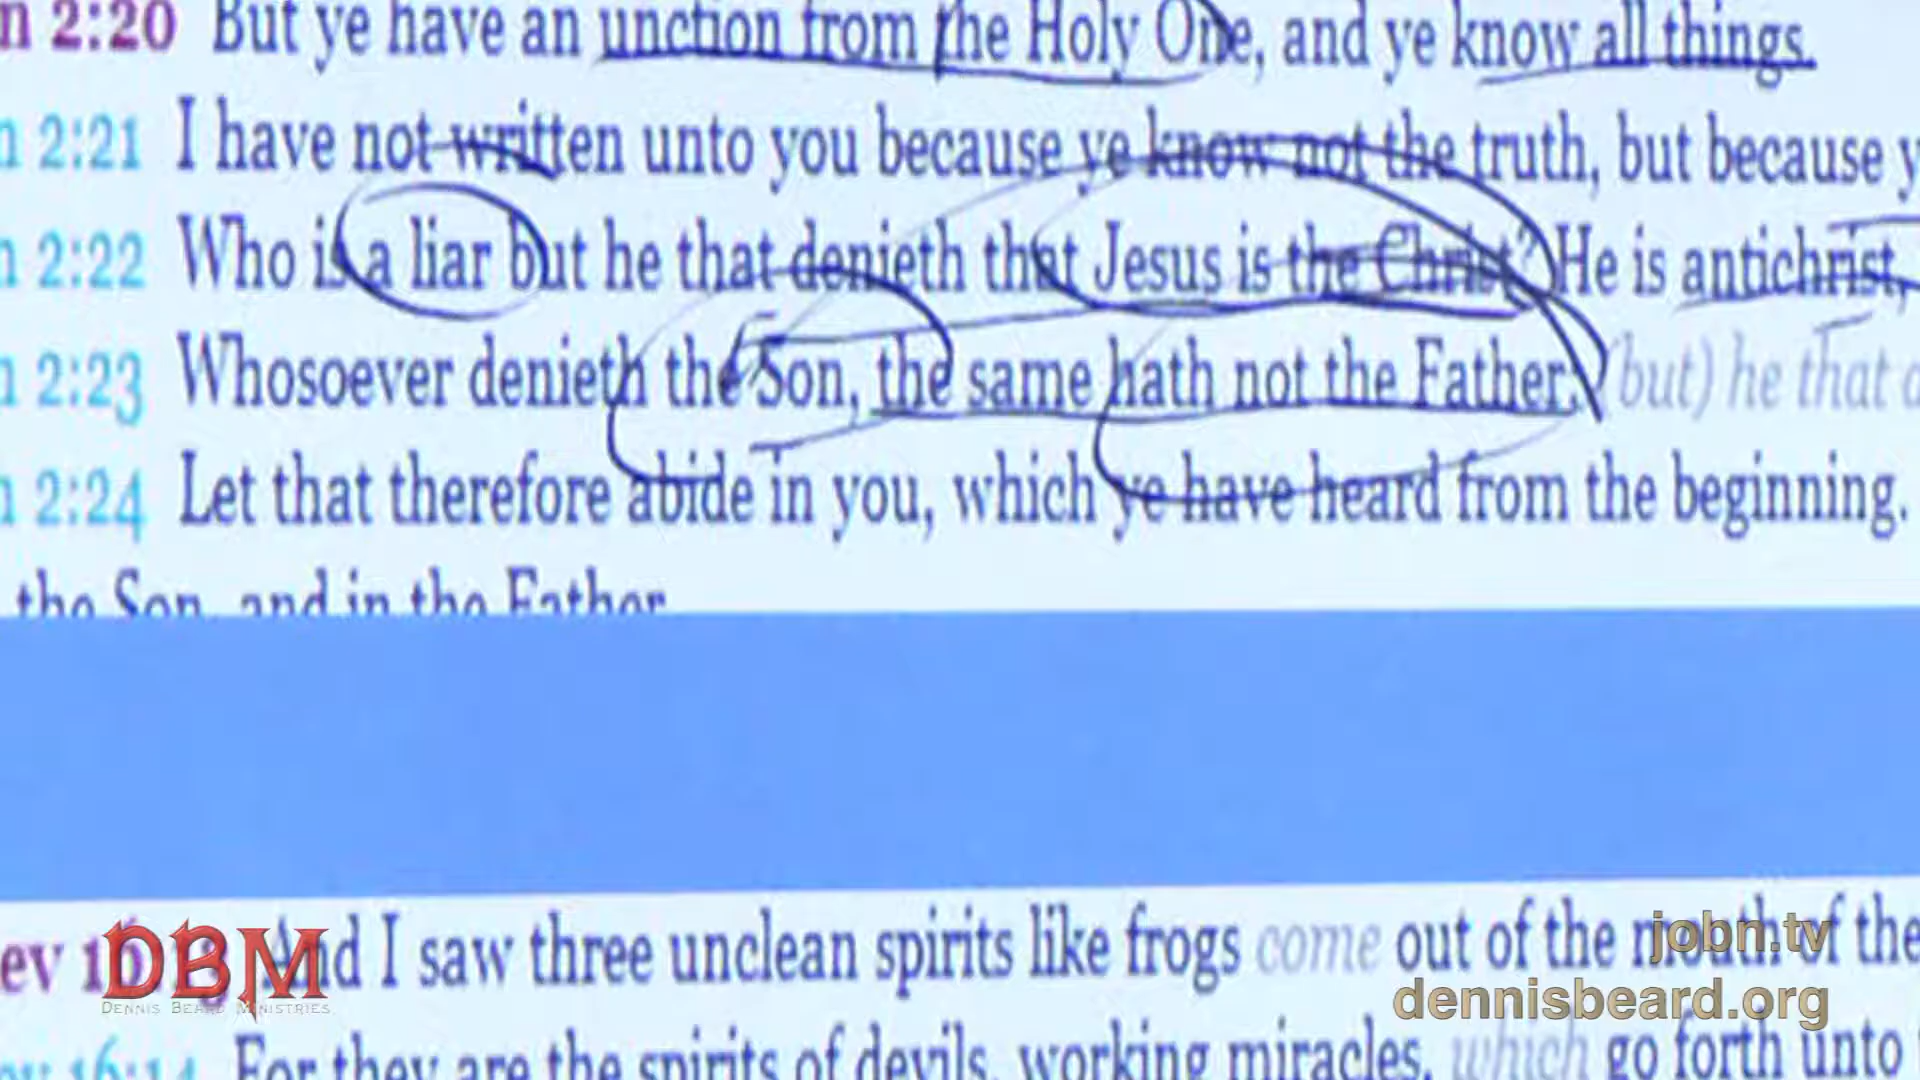 n 2:20 But ye have an unction from the Holy One, and ye know all things.
n 2:21 I have not written unto you because ye know not the truth, but because y
n 2:22 Who is a liar but he that denieth that Jesus is the Christ? He is antichrist,
n 2:23 Whosoever denieth the Son, the same hath not the Father: (but) he that a
n 2:24 Let that therefore abide in you, which ye have heard from the beginning.
the Son, and in the Father
ev 16:13 And I saw three unclean spirits like frogs come out of the mouth of the
ev 16:14 For they are the spirits of devils, working miracles, which go forth unto
DBM
DENNIS BEARD MINISTRIES
jobn.tv
dennisbeard.org